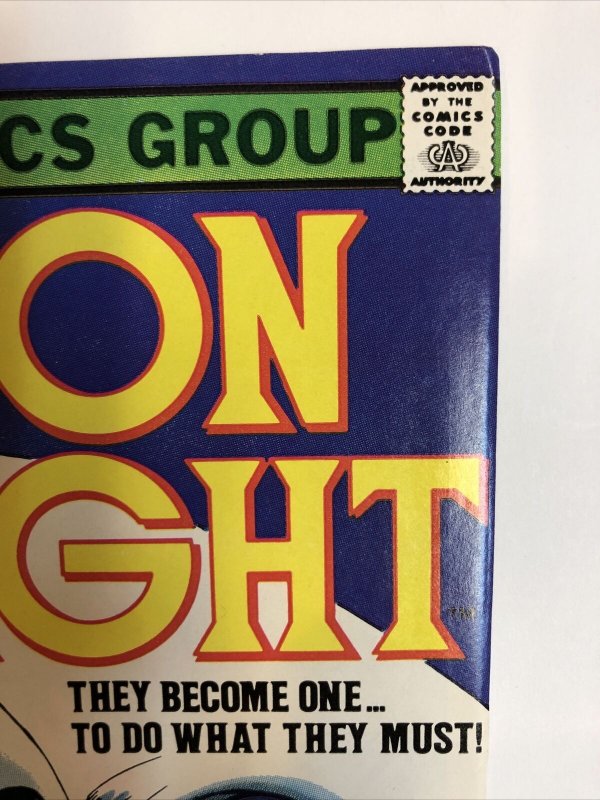 CS GROUP
APPROVED
BY THE
COMICS
CODE
CA
AUTHORITY
ON
GHT
TM
THEY BECOME ONE...
TO DO WHAT THEY MUST!